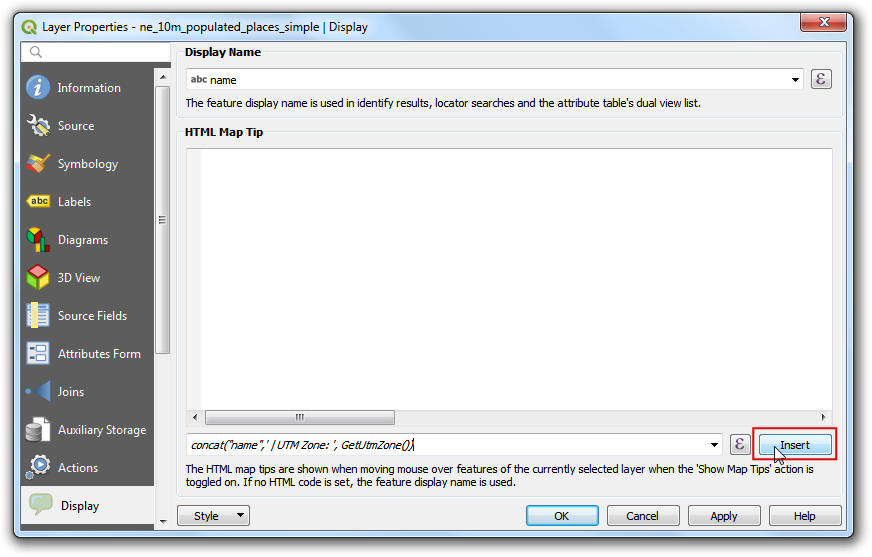 Layer Properties - ne_10m_populated_places_simple | Display
Information
Source
Symbology
abc Labels
Diagrams
3D View
Source Fields
Attributes Form
Joins
Auxiliary Storage
Actions
Display
Display Name
abc name
ε
The feature display name is used in identify results, locator searches and the attribute table's dual view list.
HTML Map Tip
concat("name",' | UTM Zone: ', GetUtmZone())
ε
Insert
The HTML map tips are shown when moving mouse over features of the currently selected layer when the 'Show Map Tips' action is
toggled on. If no HTML code is set, the feature display name is used.
Style
OK
Cancel
Apply
Help